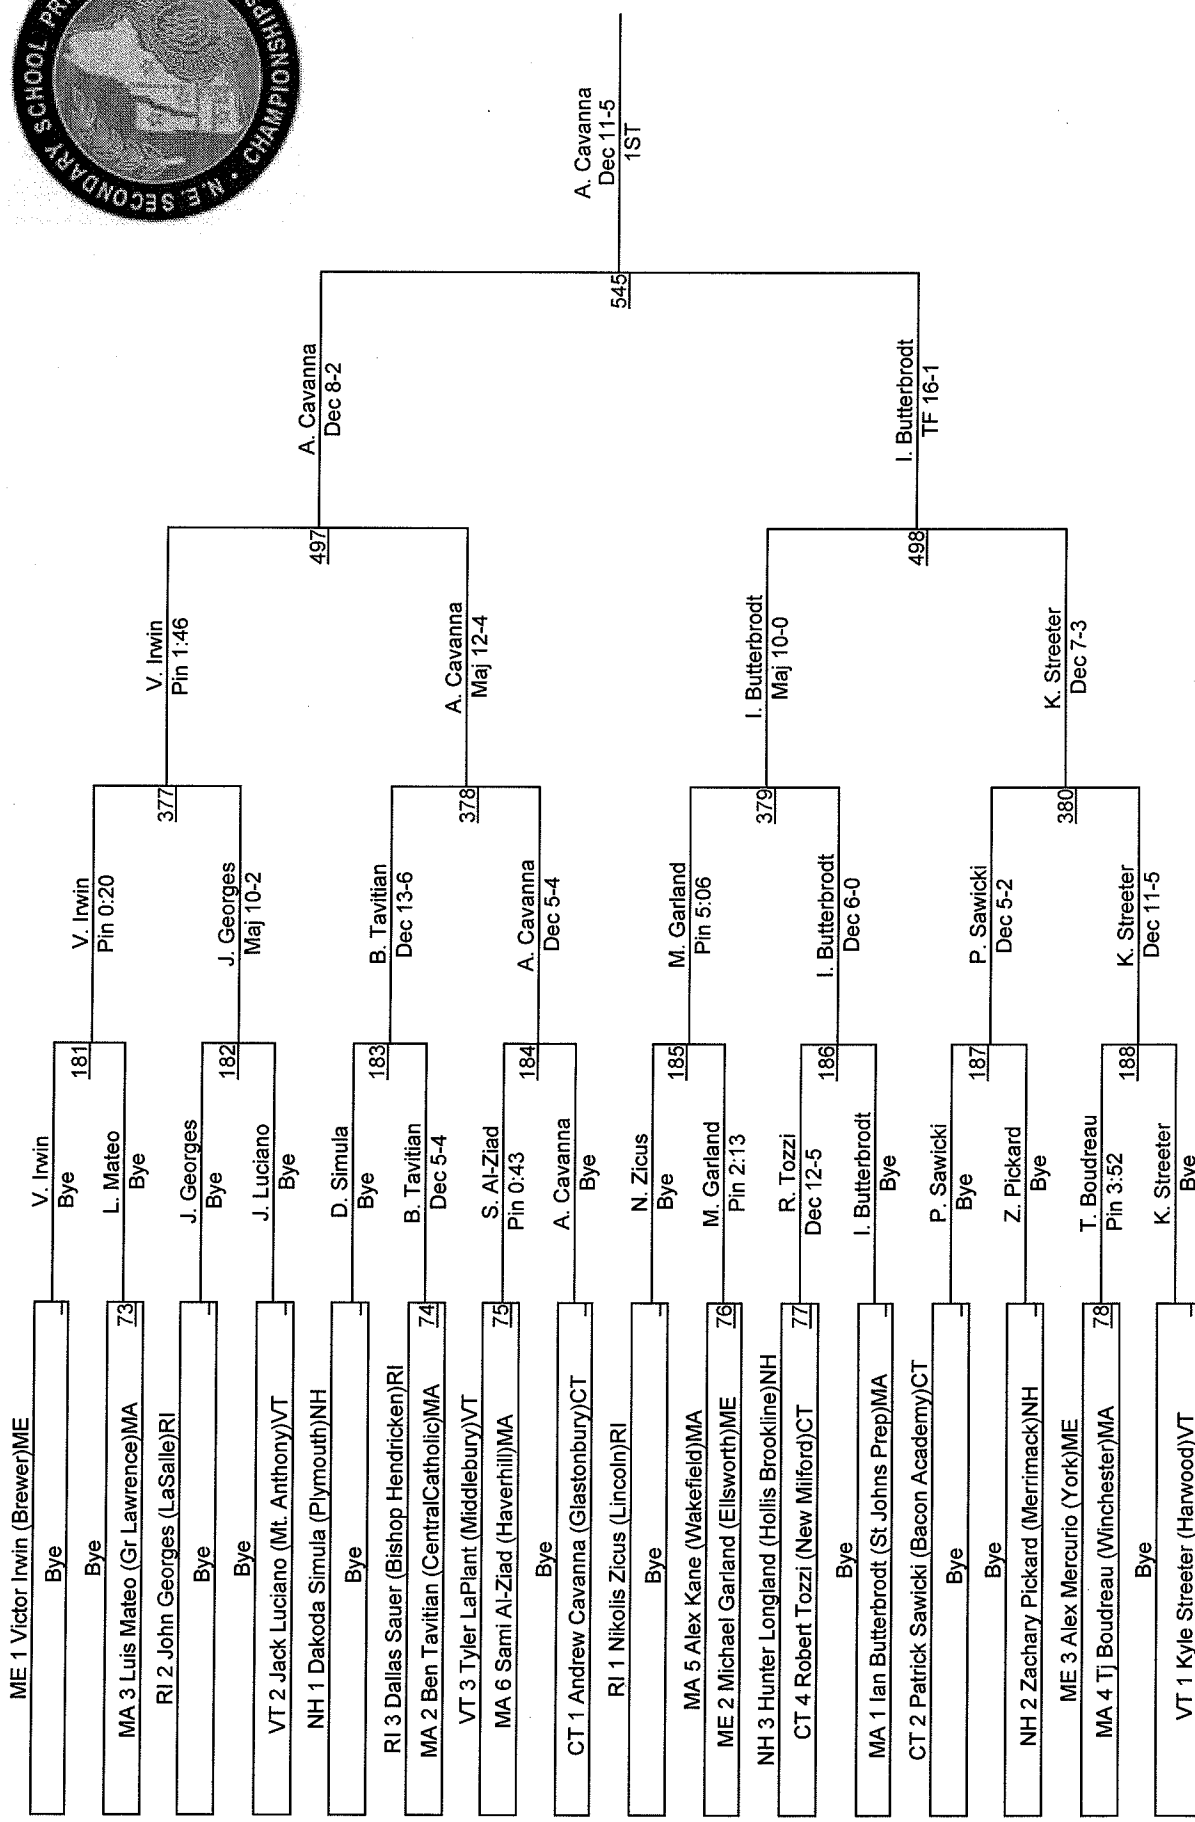 SECONDARY SCHOOL
N.E.
CHAMPIONSHIPS
ME 1 Victor Irwin (Brewer)ME
Bye
Bye
MA 3 Luis Mateo (Gr Lawrence)MA
73
RI 2 John Georges (LaSalle)RI
Bye
Bye
VT 2 Jack Luciano (Mt. Anthony)VT
NH 1 Dakoda Simula (Plymouth)NH
Bye
RI 3 Dallas Sauer (Bishop Hendricken)RI
MA 2 Ben Tavitian (CentralCatholic)MA
74
VT 3 Tyler LaPlant (Middlebury)VT
MA 6 Sami Al-Ziad (Haverhill)MA
75
Bye
CT 1 Andrew Cavanna (Glastonbury)CT
RI 1 Nikolis Zicus (Lincoln)RI
Bye
MA 5 Alex Kane (Wakefield)MA
ME 2 Michael Garland (Ellsworth)ME
76
NH 3 Hunter Longland (Hollis Brookline)NH
CT 4 Robert Tozzi (New Milford)CT
77
Bye
MA 1 Ian Butterbrodt (St Johns Prep)MA
CT 2 Patrick Sawicki (Bacon Academy)CT
Bye
Bye
NH 2 Zachary Pickard (Merrimack)NH
ME 3 Alex Mercurio (York)ME
MA 4 Tj Boudreau (Winchester)MA
78
Bye
VT 1 Kyle Streeter (Harwood)VT
V. Irwin
Bye
181
L. Mateo
Bye
J. Georges
Bye
182
J. Luciano
Bye
D. Simula
Bye
183
B. Tavitian
Dec 5-4
S. Al-Ziad
Pin 0:43
184
A. Cavanna
Bye
N. Zicus
Bye
185
M. Garland
Pin 2:13
R. Tozzi
Dec 12-5
186
I. Butterbrodt
Bye
P. Sawicki
Bye
187
Z. Pickard
Bye
T. Boudreau
Pin 3:52
188
K. Streeter
Bye
V. Irwin
Pin 0:20
377
J. Georges
Maj 10-2
B. Tavitian
Dec 13-6
378
A. Cavanna
Dec 5-4
M. Garland
Pin 5:06
379
I. Butterbrodt
Dec 6-0
P. Sawicki
Dec 5-2
380
K. Streeter
Dec 11-5
V. Irwin
Pin 1:46
497
A. Cavanna
Maj 12-4
I. Butterbrodt
Maj 10-0
498
K. Streeter
Dec 7-3
A. Cavanna
Dec 8-2
545
I. Butterbrodt
TF 16-1
A. Cavanna
Dec 11-5
1ST